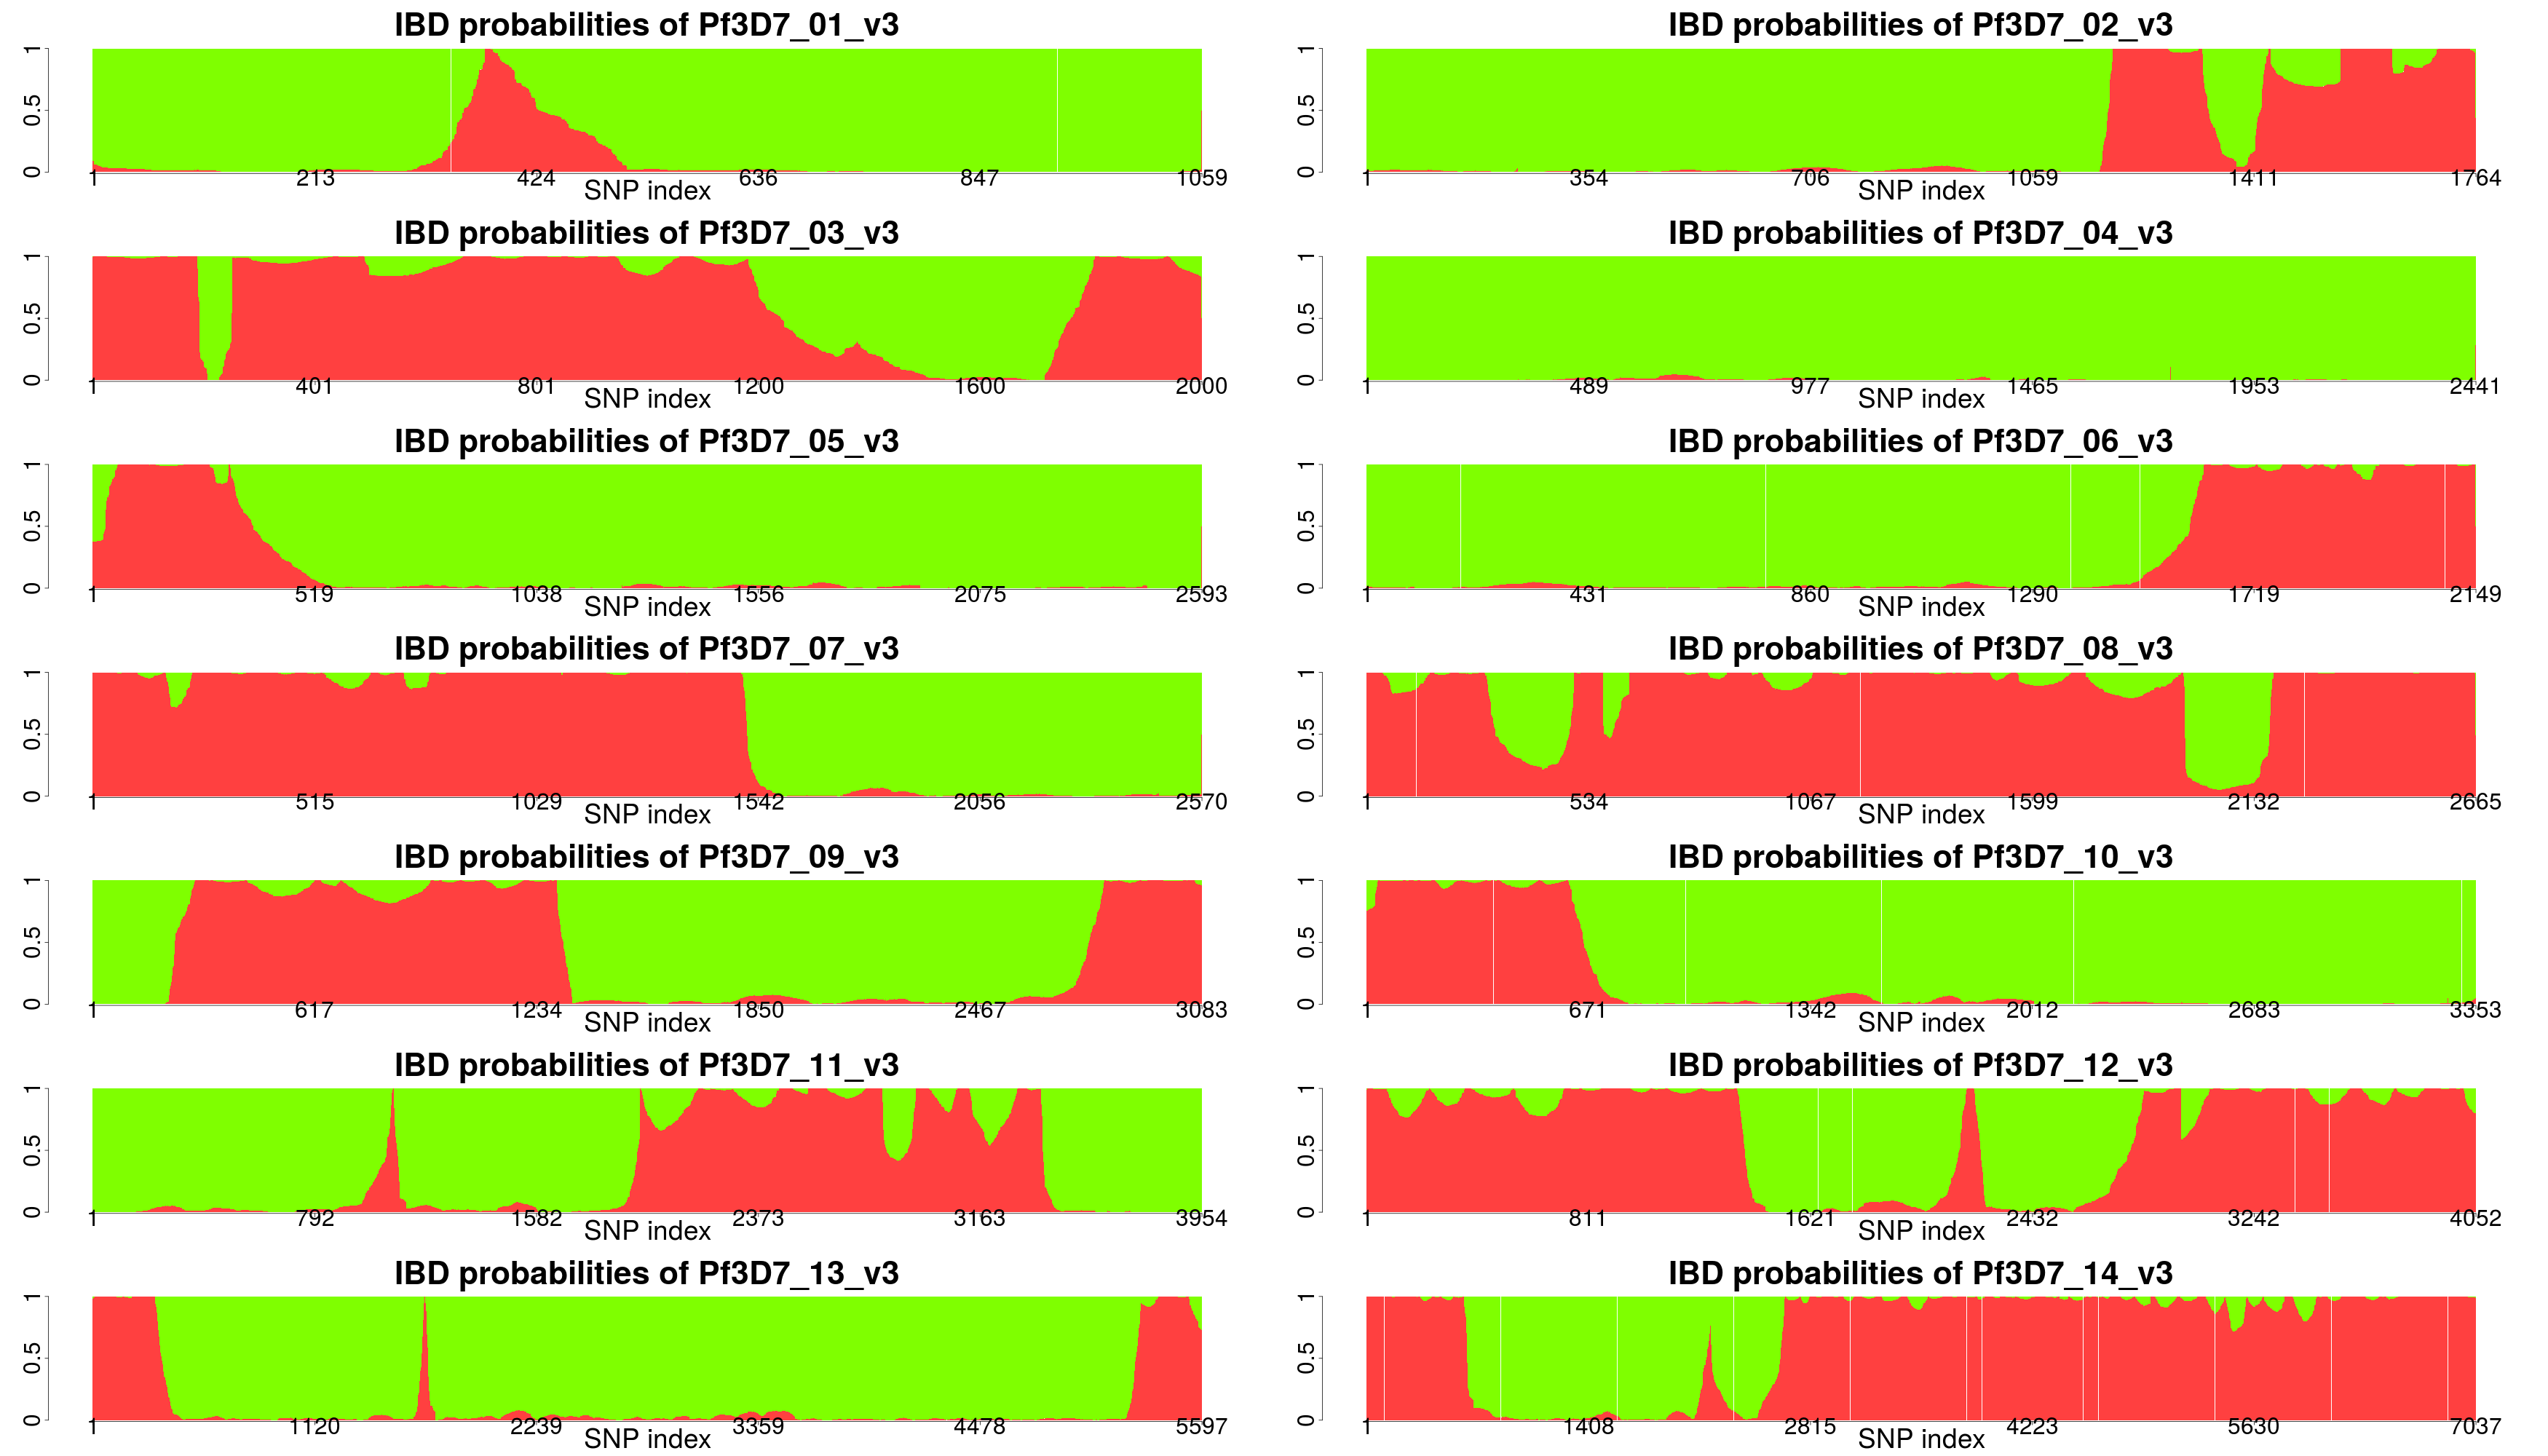 IBD probabilities of Pf3D7_01_v3
0 0.5 1
1 213 424 636 847 1059
SNP index
IBD probabilities of Pf3D7_02_v3
0 0.5 1
1 354 706 1059 1411 1764
SNP index
IBD probabilities of Pf3D7_03_v3
0 0.5 1
1 401 801 1200 1600 2000
SNP index
IBD probabilities of Pf3D7_04_v3
0 0.5 1
1 489 977 1465 1953 2441
SNP index
IBD probabilities of Pf3D7_05_v3
0 0.5 1
1 519 1038 1556 2075 2593
SNP index
IBD probabilities of Pf3D7_06_v3
0 0.5 1
1 431 860 1290 1719 2149
SNP index
IBD probabilities of Pf3D7_07_v3
0 0.5 1
1 515 1029 1542 2056 2570
SNP index
IBD probabilities of Pf3D7_08_v3
0 0.5 1
1 534 1067 1599 2132 2665
SNP index
IBD probabilities of Pf3D7_09_v3
0 0.5 1
1 617 1234 1850 2467 3083
SNP index
IBD probabilities of Pf3D7_10_v3
0 0.5 1
1 671 1342 2012 2683 3353
SNP index
IBD probabilities of Pf3D7_11_v3
0 0.5 1
1 792 1582 2373 3163 3954
SNP index
IBD probabilities of Pf3D7_12_v3
0 0.5 1
1 811 1621 2432 3242 4052
SNP index
IBD probabilities of Pf3D7_13_v3
0 0.5 1
1 1120 2239 3359 4478 5597
SNP index
IBD probabilities of Pf3D7_14_v3
0 0.5 1
1 1408 2815 4223 5630 7037
SNP index